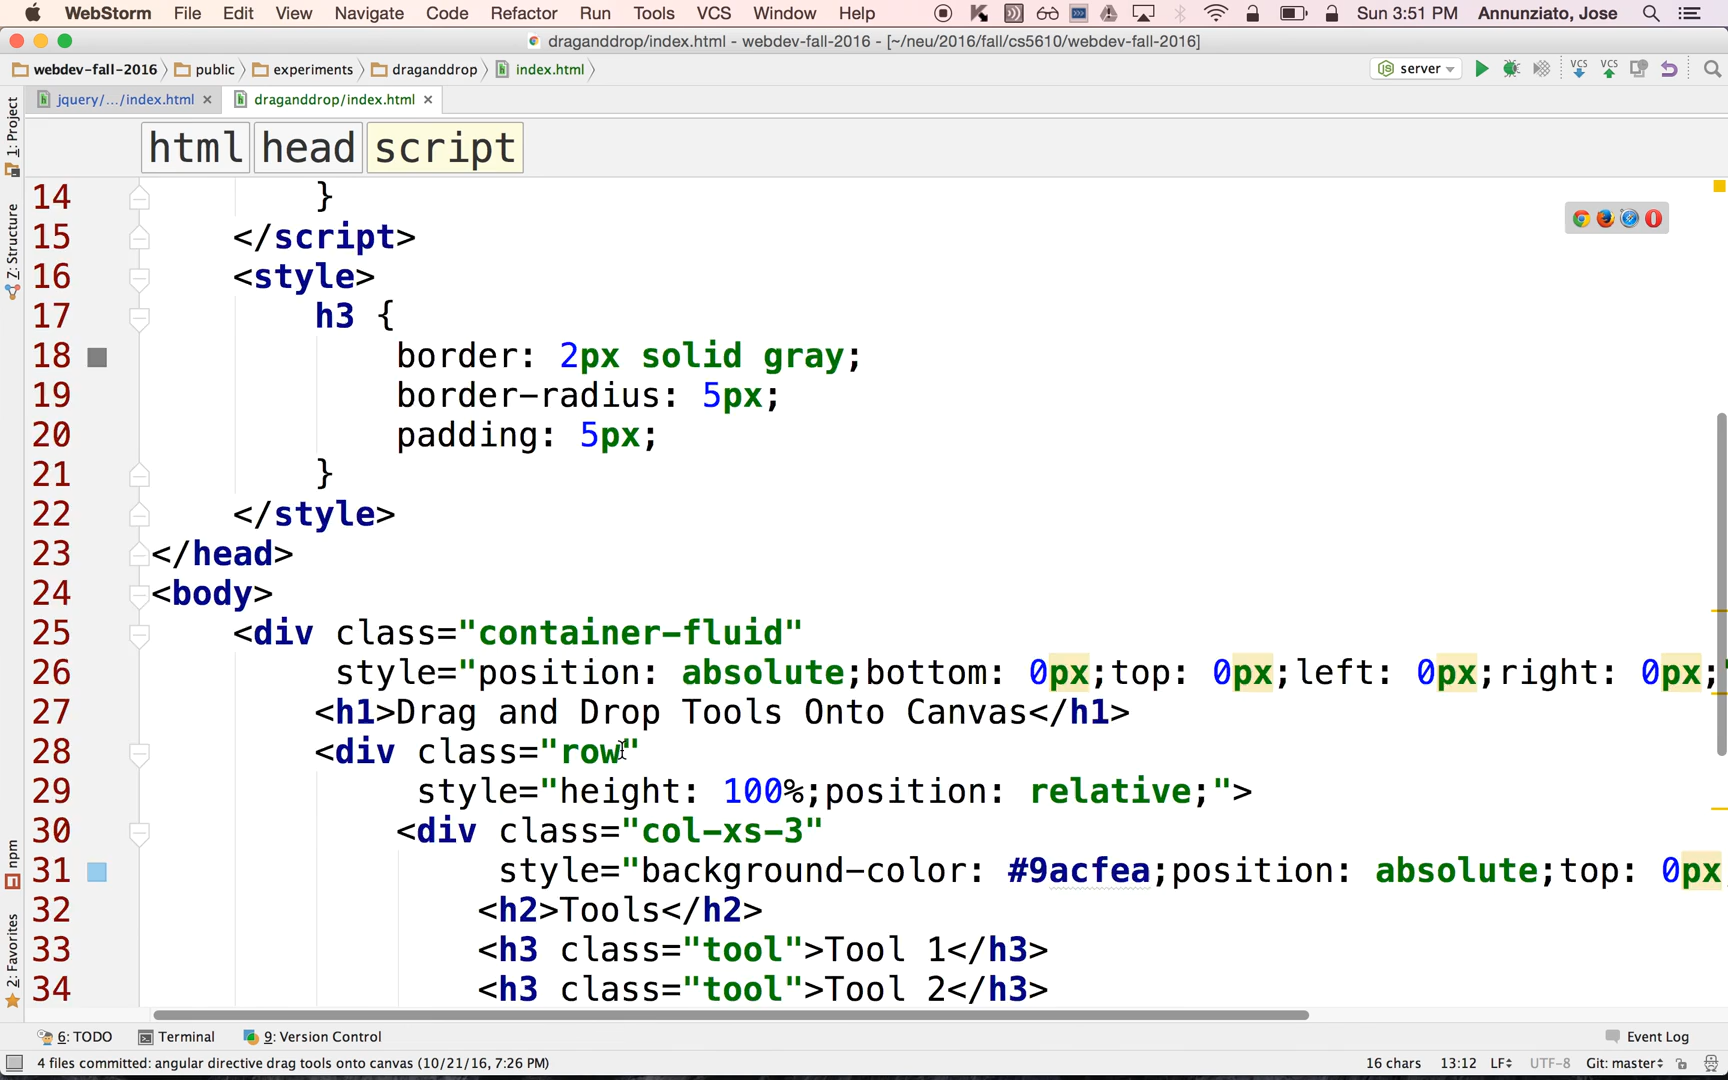 WebStorm File Edit View Navigate Code Refactor Run Tools VCS Window Help Sun 3:51 PM Annunziato, Jose
draganddrop/index.html - webdev-fall-2016 - [~/neu/2016/fall/cs5610/webdev-fall-2016]
webdev-fall-2016 public experiments draganddrop index.html server VCS VCS
jquery/.../index.html draganddrop/index.html
html head script
1: Project
Z: Structure
npm
2: Favorites
14 }
15 </script>
16 <style>
17 h3 {
18 border: 2px solid gray;
19 border-radius: 5px;
20 padding: 5px;
21 }
22 </style>
23 </head>
24 <body>
25 <div class="container-fluid"
26 style="position: absolute;bottom: 0px;top: 0px;left: 0px;right: 0px;"
27 <h1>Drag and Drop Tools Onto Canvas</h1>
28 <div class="row"
29 style="height: 100%;position: relative;">
30 <div class="col-xs-3"
31 style="background-color: #9acfea;position: absolute;top: 0px
32 <h2>Tools</h2>
33 <h3 class="tool">Tool 1</h3>
34 <h3 class="tool">Tool 2</h3>
6: TODO Terminal 9: Version Control Event Log
4 files committed: angular directive drag tools onto canvas (10/21/16, 7:26 PM) 16 chars 13:12 LF UTF-8 Git: master